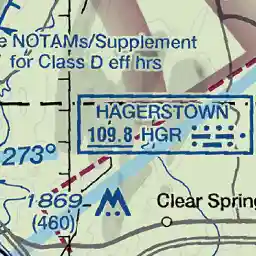 e NOTAMs/Supplement
for Class D eff hrs
HAGERSTOWN
109.8 HGR
273°
1869
(460)
Clear Spring